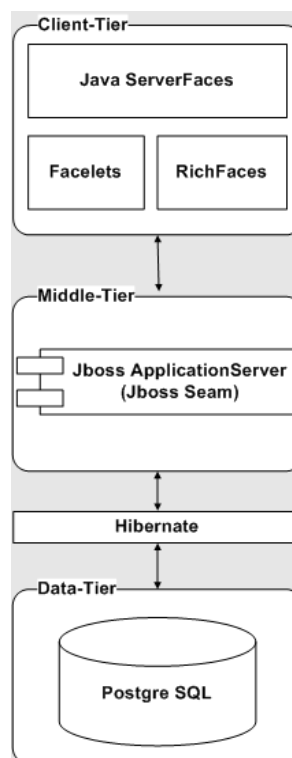 Client-Tier
Java ServerFaces
Facelets
RichFaces
Middle-Tier
Jboss ApplicationServer
(Jboss Seam)
Hibernate
Data-Tier
Postgre SQL